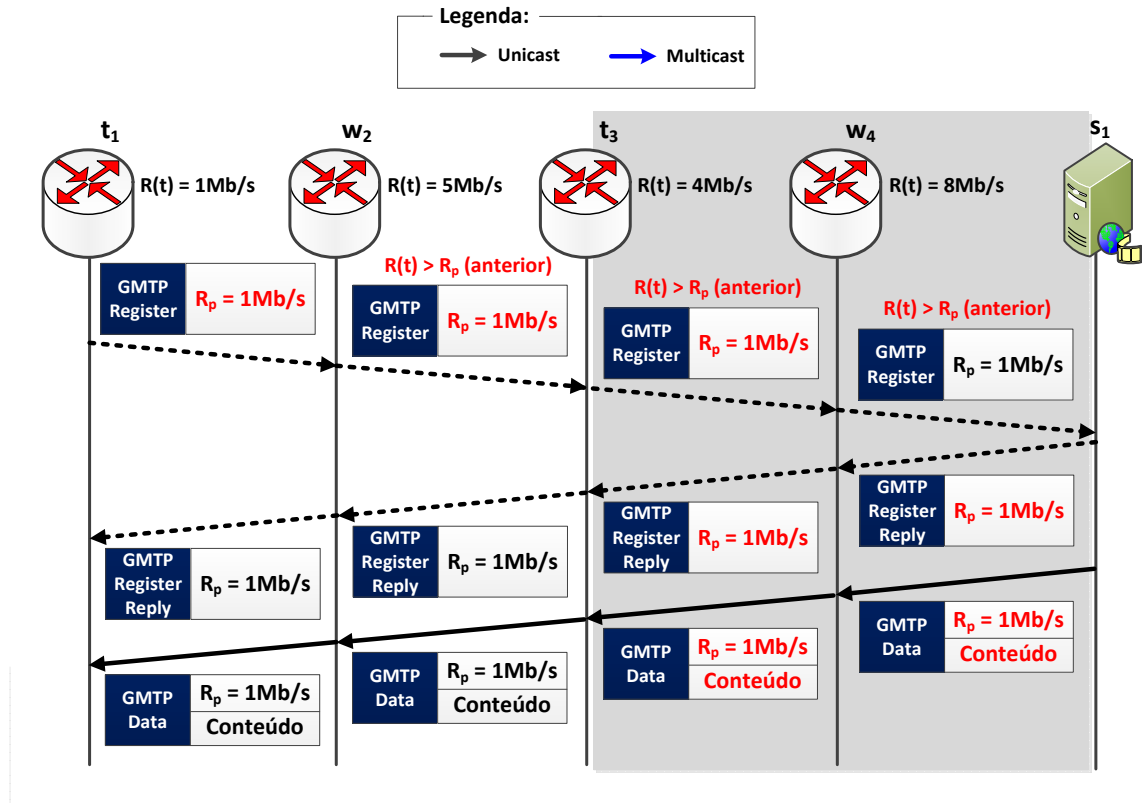 Legenda:
Unicast
Multicast
t1
w2
t3
w4
s1
R(t) = 1Mb/s
R(t) = 5Mb/s
R(t) = 4Mb/s
R(t) = 8Mb/s
GMTP
Register
Rp = 1Mb/s
R(t) > Rp (anterior)
GMTP
Register
Rp = 1Mb/s
R(t) > Rp (anterior)
GMTP
Register
Rp = 1Mb/s
R(t) > Rp (anterior)
GMTP
Register
Rp = 1Mb/s
GMTP
Register
Reply
Rp = 1Mb/s
GMTP
Register
Reply
Rp = 1Mb/s
GMTP
Register
Reply
Rp = 1Mb/s
GMTP
Register
Reply
Rp = 1Mb/s
GMTP
Data
Rp = 1Mb/s
Conteúdo
GMTP
Data
Rp = 1Mb/s
Conteúdo
GMTP
Data
Rp = 1Mb/s
Conteúdo
GMTP
Data
Rp = 1Mb/s
Conteúdo